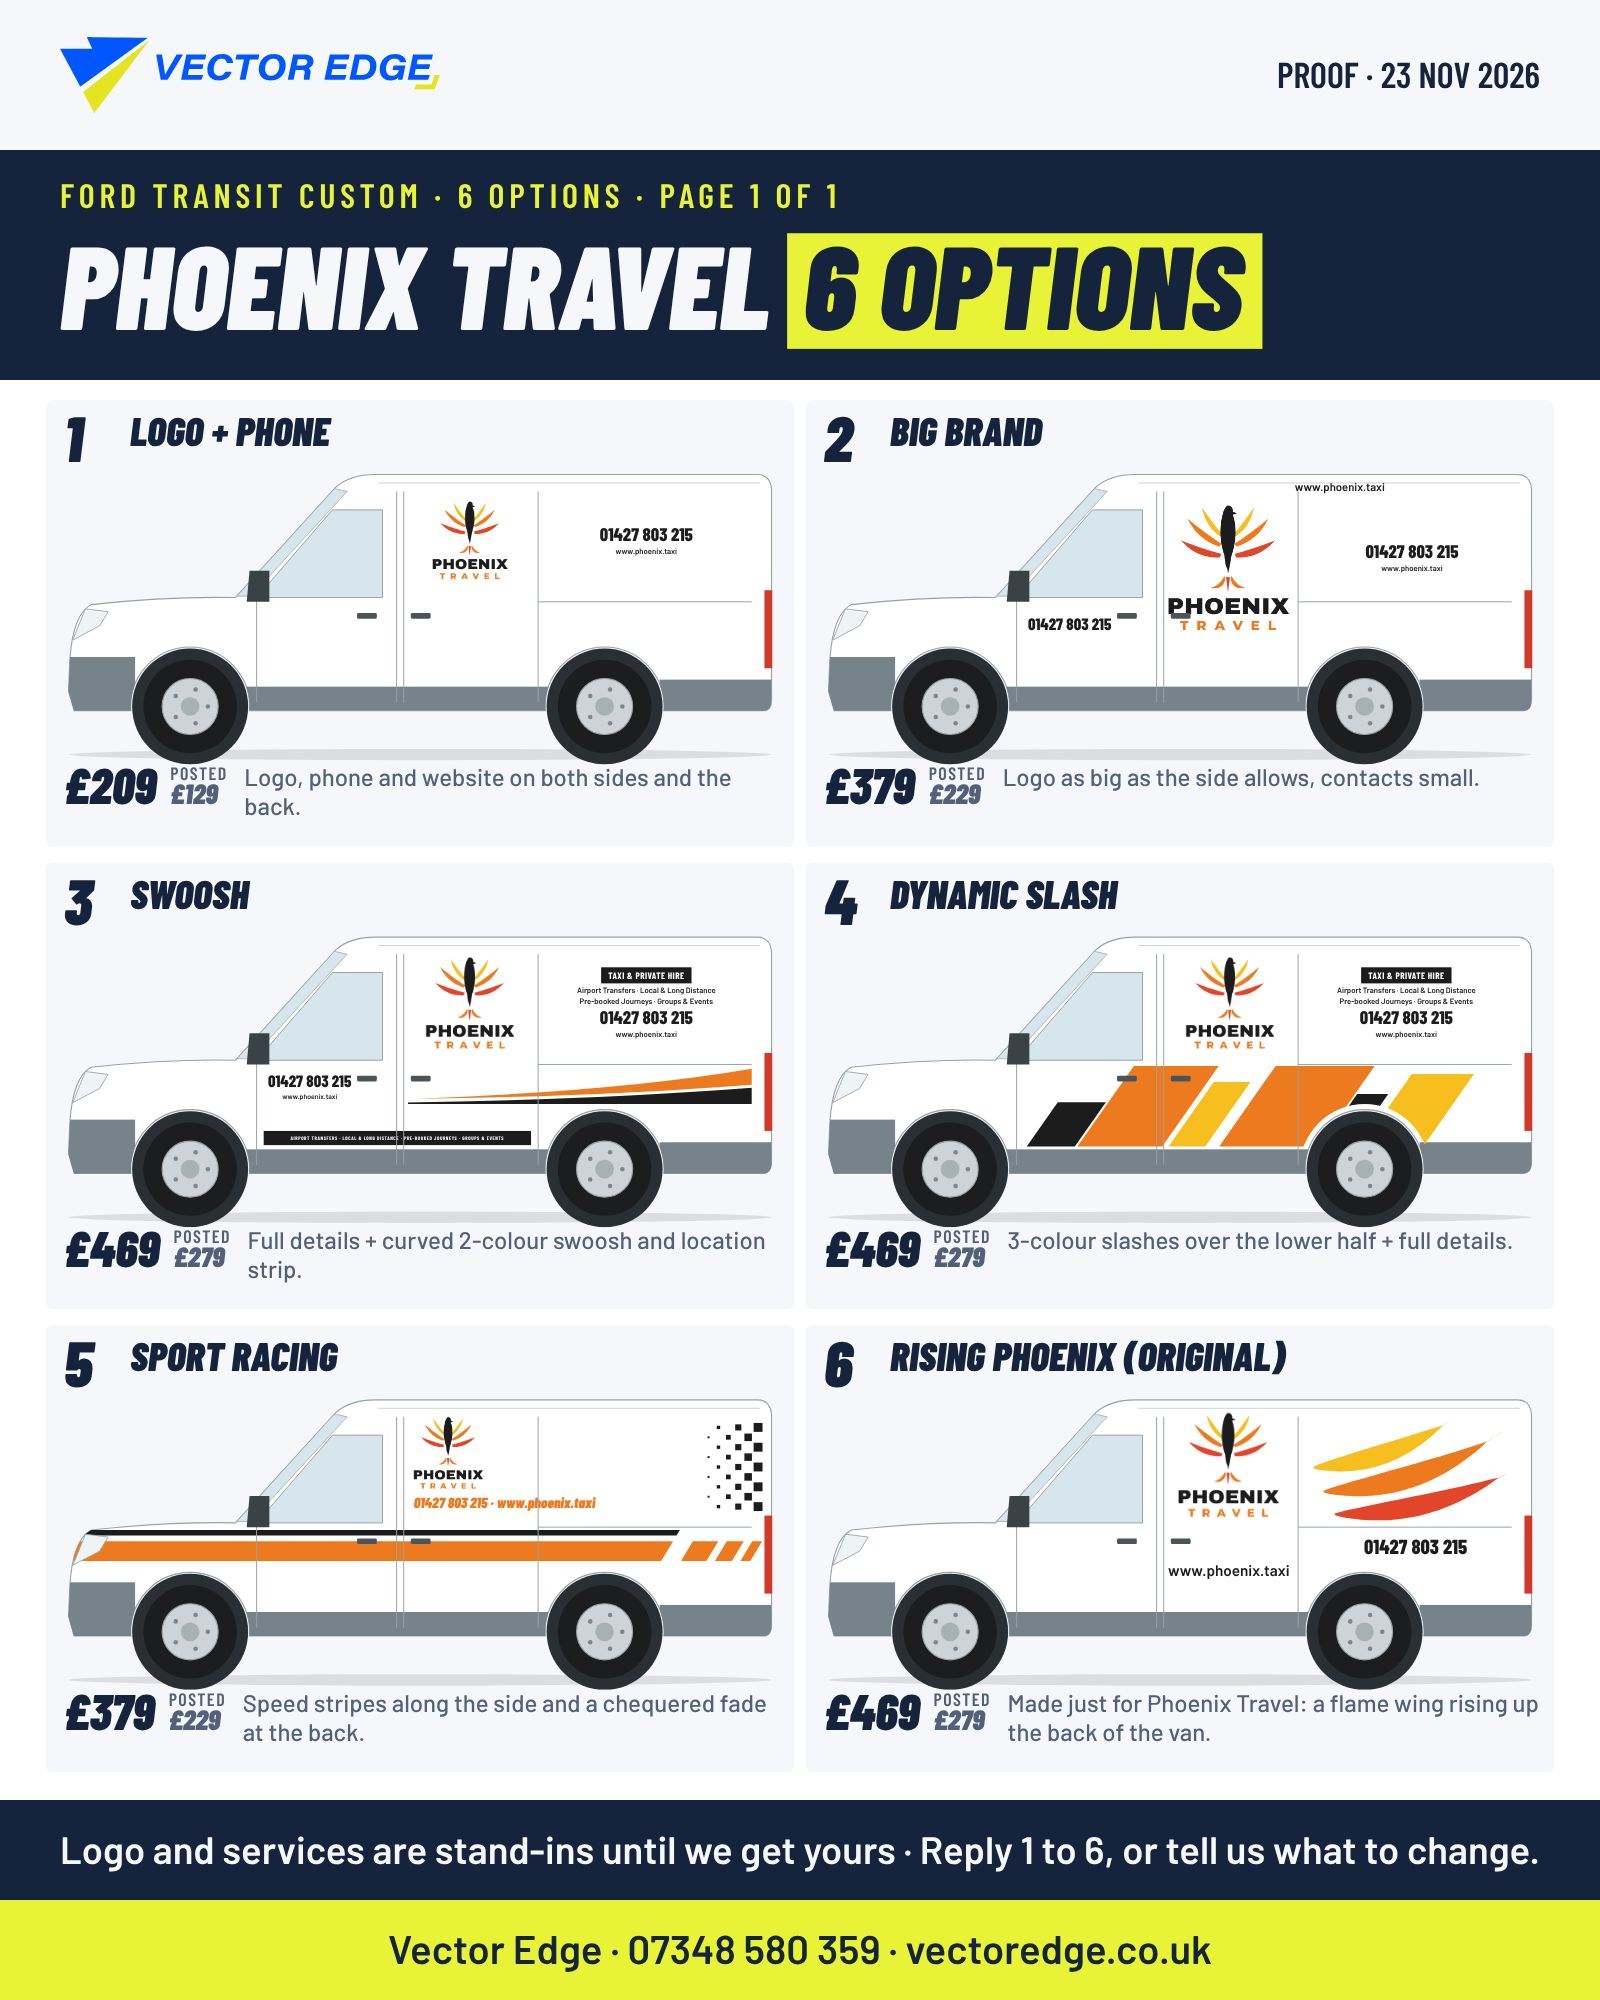 VECTOR EDGE
PROOF · 23 NOV 2026
FORD TRANSIT CUSTOM · 6 OPTIONS · PAGE 1 OF 1
PHOENIX TRAVEL 6 OPTIONS
1 LOGO + PHONE
PHOENIX
TRAVEL
01427 803 215
www.phoenix.taxi
£209
POSTED
£129
Logo, phone and website on both sides and the
back.
2 BIG BRAND
www.phoenix.taxi
PHOENIX
TRAVEL
01427 803 215
www.phoenix.taxi
01427 803 215
£379
POSTED
£229
Logo as big as the side allows, contacts small.
3 SWOOSH
PHOENIX
TRAVEL
TAXI & PRIVATE HIRE
Airport Transfers · Local & Long Distance
Pre-booked Journeys · Groups & Events
01427 803 215
www.phoenix.taxi
01427 803 215
www.phoenix.taxi
AIRPORT TRANSFERS · LOCAL & LONG DISTANCE · PRE-BOOKED JOURNEYS · GROUPS & EVENTS
£469
POSTED
£279
Full details + curved 2-colour swoosh and location
strip.
4 DYNAMIC SLASH
PHOENIX
TRAVEL
TAXI & PRIVATE HIRE
Airport Transfers · Local & Long Distance
Pre-booked Journeys · Groups & Events
01427 803 215
www.phoenix.taxi
£469
POSTED
£279
3-colour slashes over the lower half + full details.
5 SPORT RACING
PHOENIX
TRAVEL
01427 803 215 · www.phoenix.taxi
£379
POSTED
£229
Speed stripes along the side and a chequered fade
at the back.
6 RISING PHOENIX (ORIGINAL)
PHOENIX
TRAVEL
01427 803 215
www.phoenix.taxi
£469
POSTED
£279
Made just for Phoenix Travel: a flame wing rising up
the back of the van.
Logo and services are stand-ins until we get yours · Reply 1 to 6, or tell us what to change.
Vector Edge · 07348 580 359 · vectoredge.co.uk